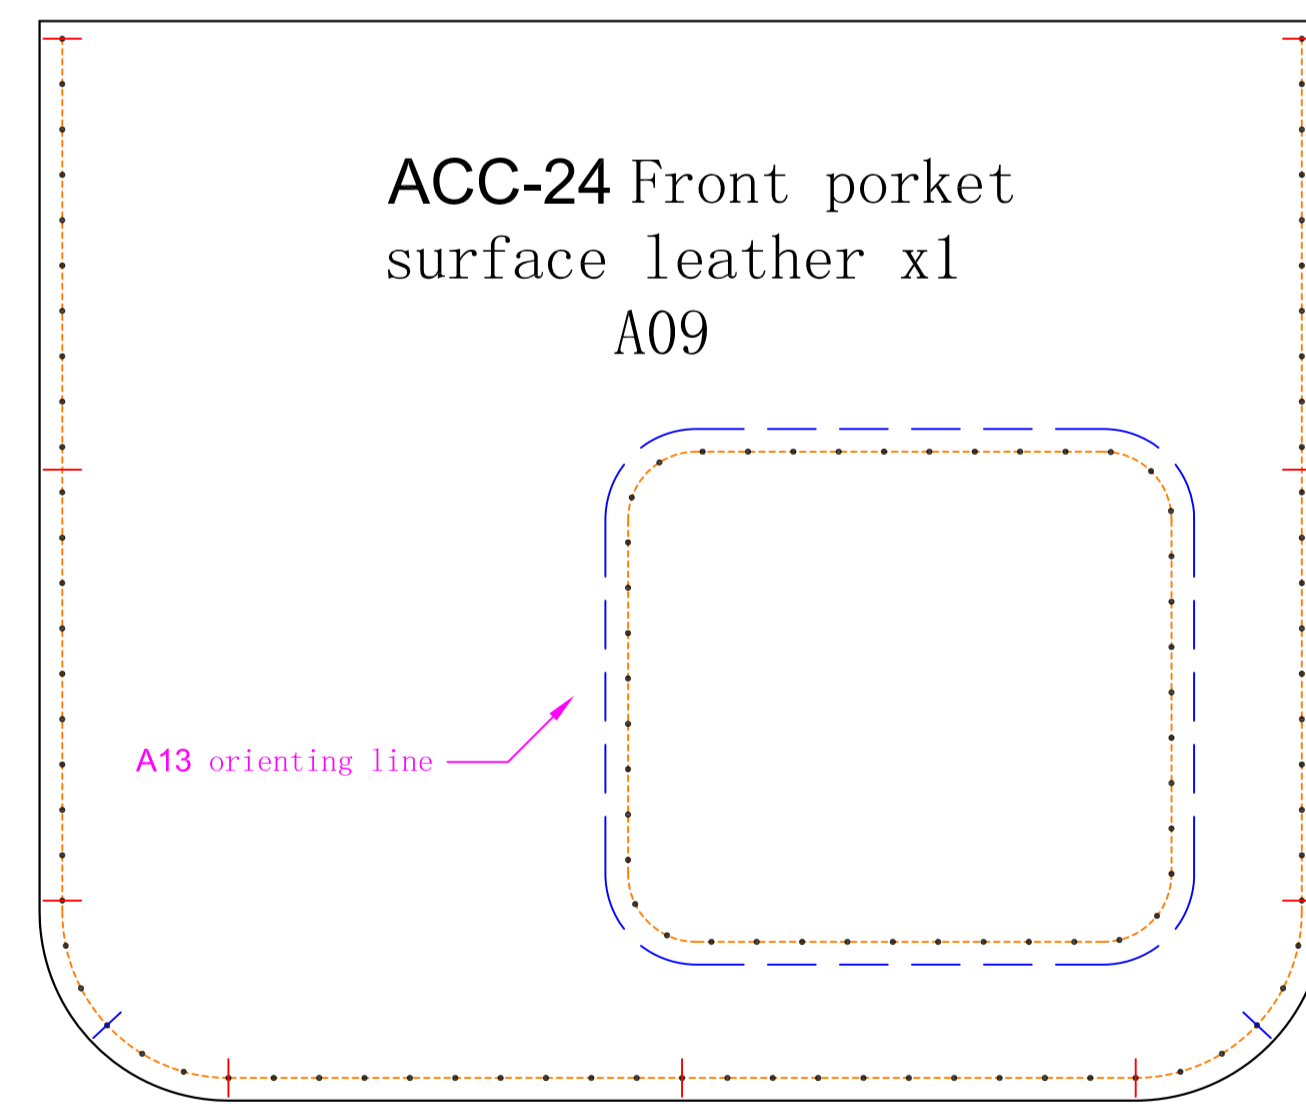 ACC-24 Front porket
surface leather x1
A09
A13 orienting line